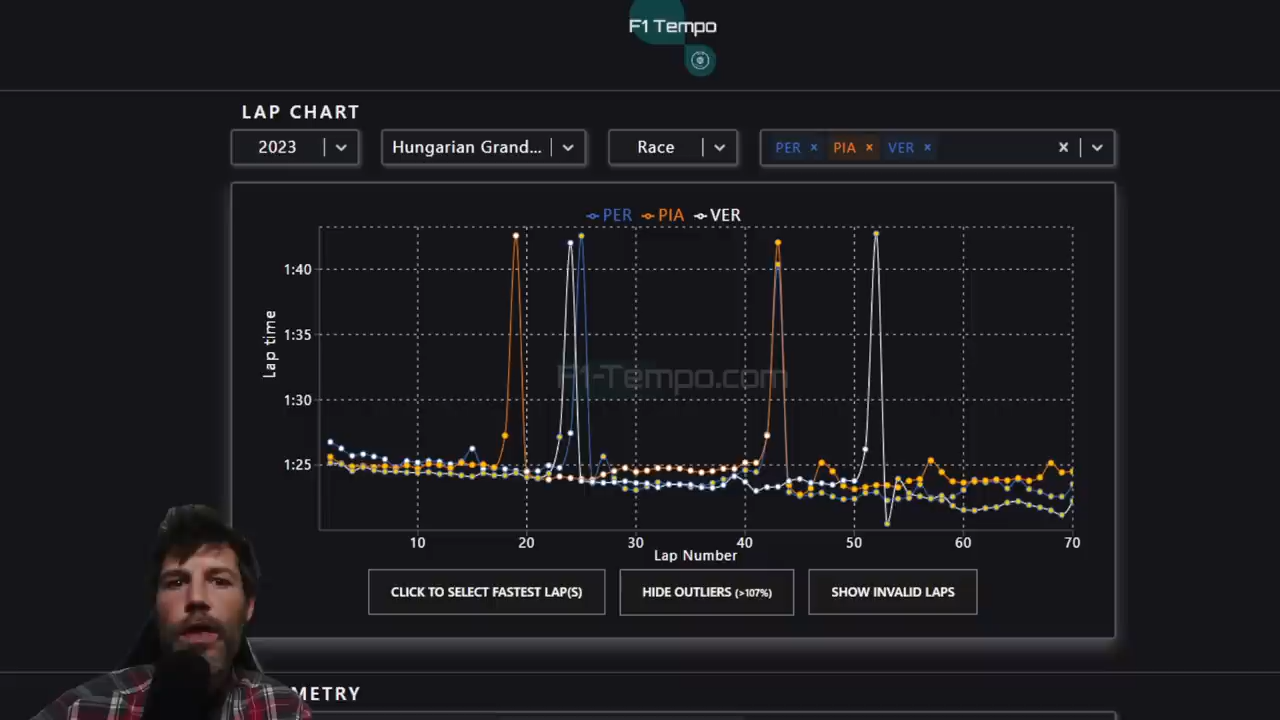 F1 Tempo
LAP CHART
2023
Hungarian Grand...
Race
PER × PIA × VER ×
PER PIA VER
1:40
1:35
1:30
1:25
Lap time
F1-Tempo.com
10 20 30 40 50 60 70
Lap Number
CLICK TO SELECT FASTEST LAP(S)
HIDE OUTLIERS (>107%)
SHOW INVALID LAPS
METRY